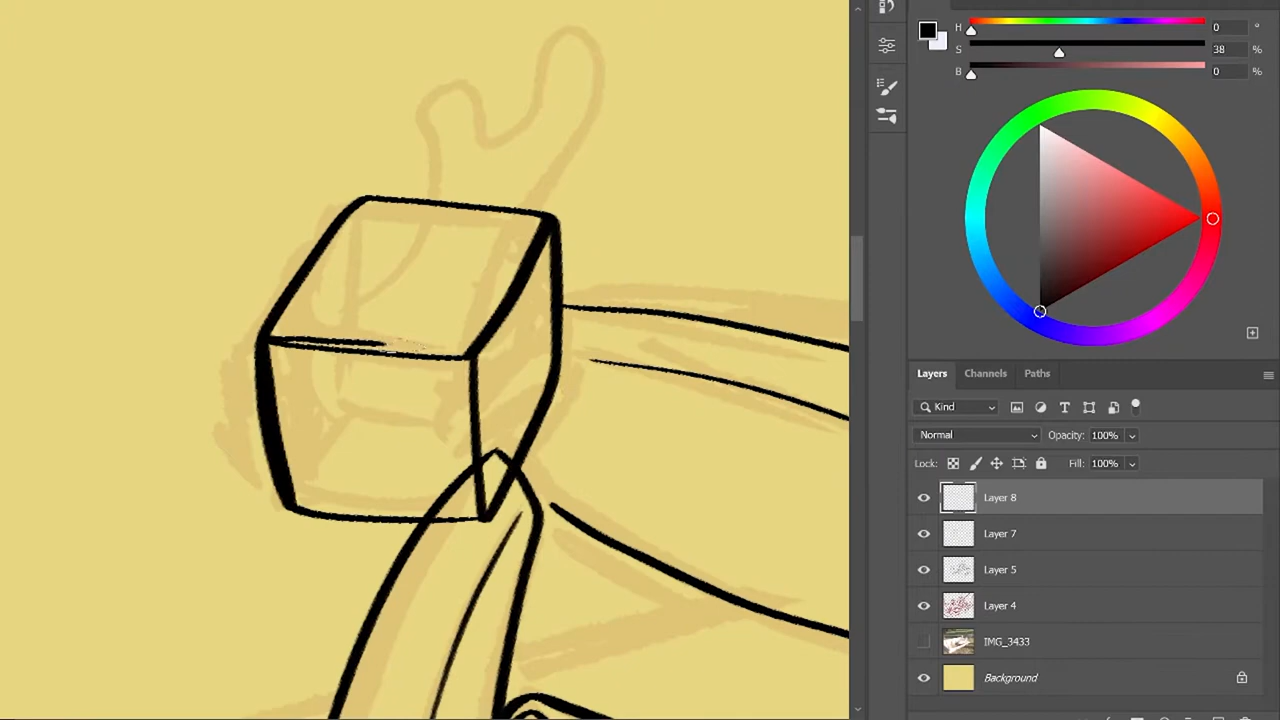 H 0 °
S 38 %
B 0 %
Layers Channels Paths
Kind
Normal Opacity: 100%
Lock: Fill: 100%
Layer 8
Layer 7
Layer 5
Layer 4
IMG_3433
Background